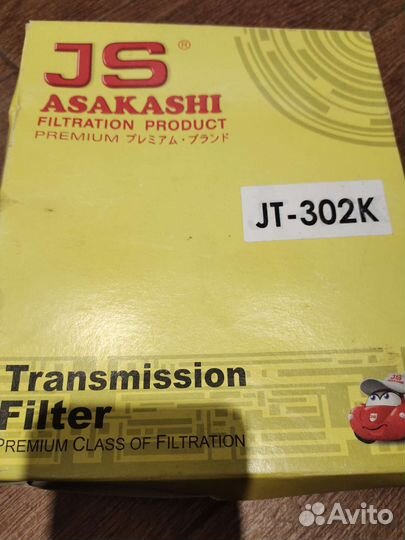 JS ®
ASAKASHI
FILTRATION PRODUCT
PREMIUM プレミアム・ブランド
JT-302K
Transmission
Filter
PREMIUM CLASS OF FILTRATION
JS
Avito